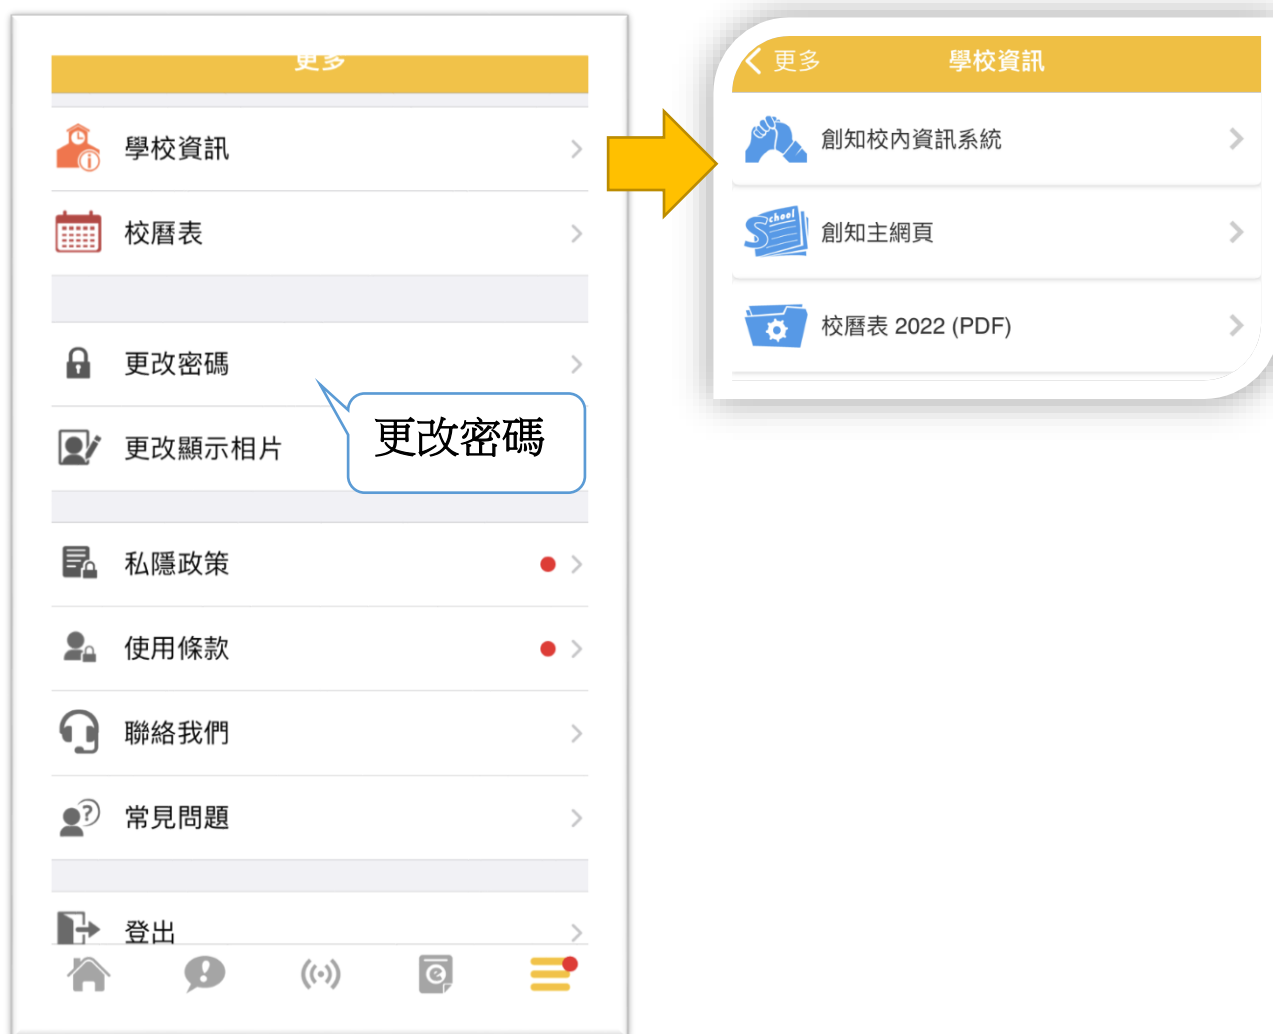 更多
學校資訊
校曆表
更改密碼
更改密碼
更改顯示相片
私隱政策
使用條款
聯絡我們
常見問題
登出
更多
學校資訊
創知校內資訊系統
School
創知主網頁
校曆表 2022 (PDF)